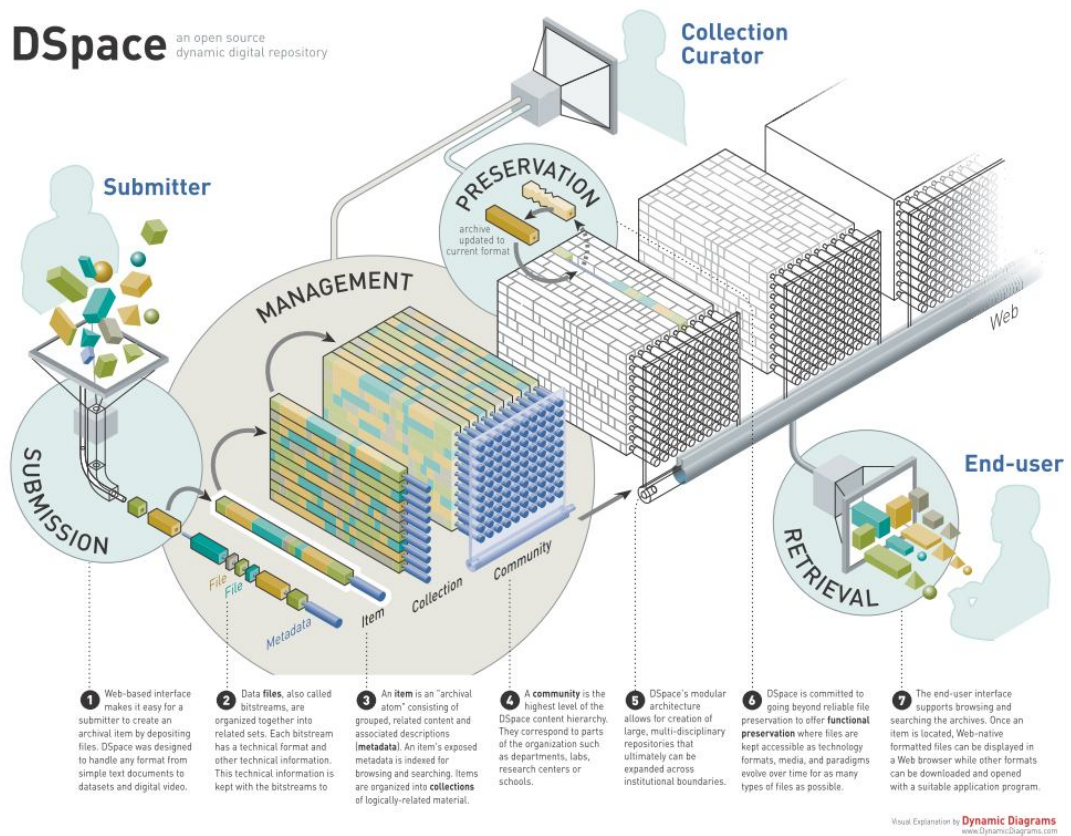 DSpace
an open source
dynamic digital repository
Collection
Curator
Submitter
PRESERVATION
archive
updated to
current format
MANAGEMENT
Web
SUBMISSION
End-user
RETRIEVAL
File
File
Metadata
Item
Collection
Community
1 Web-based interface
makes it easy for a
submitter to create an
archival item by depositing
files. DSpace was designed
to handle any format from
simple text documents to
datasets and digital video.
2 Data files, also called
bitstreams, are
organized together into
related sets. Each bitstream
has a technical format and
other technical information.
This technical information is
kept with the bitstreams to
3 An item is an "archival
atom" consisting of
grouped, related content and
associated descriptions
(metadata). An item's exposed
metadata is indexed for
browsing and searching. Items
are organized into collections
of logically-related material.
4 A community is the
highest level of the
DSpace content hierarchy.
They correspond to parts
of the organization such
as departments, labs,
research centers or
schools.
5 DSpace's modular
architecture
allows for creation of
large, multi-disciplinary
repositories that
ultimately can be
expanded across
institutional boundaries.
6 DSpace is committed to
going beyond reliable file
preservation to offer functional
preservation where files are
kept accessible as technology
formats, media, and paradigms
evolve over time for as many
types of files as possible.
7 The end-user interface
supports browsing and
searching the archives. Once an
item is located, Web-native
formatted files can be displayed in
a Web browser while other formats
can be downloaded and opened
with a suitable application program.
Visual Explanation by Dynamic Diagrams
www.DynamicDiagrams.com